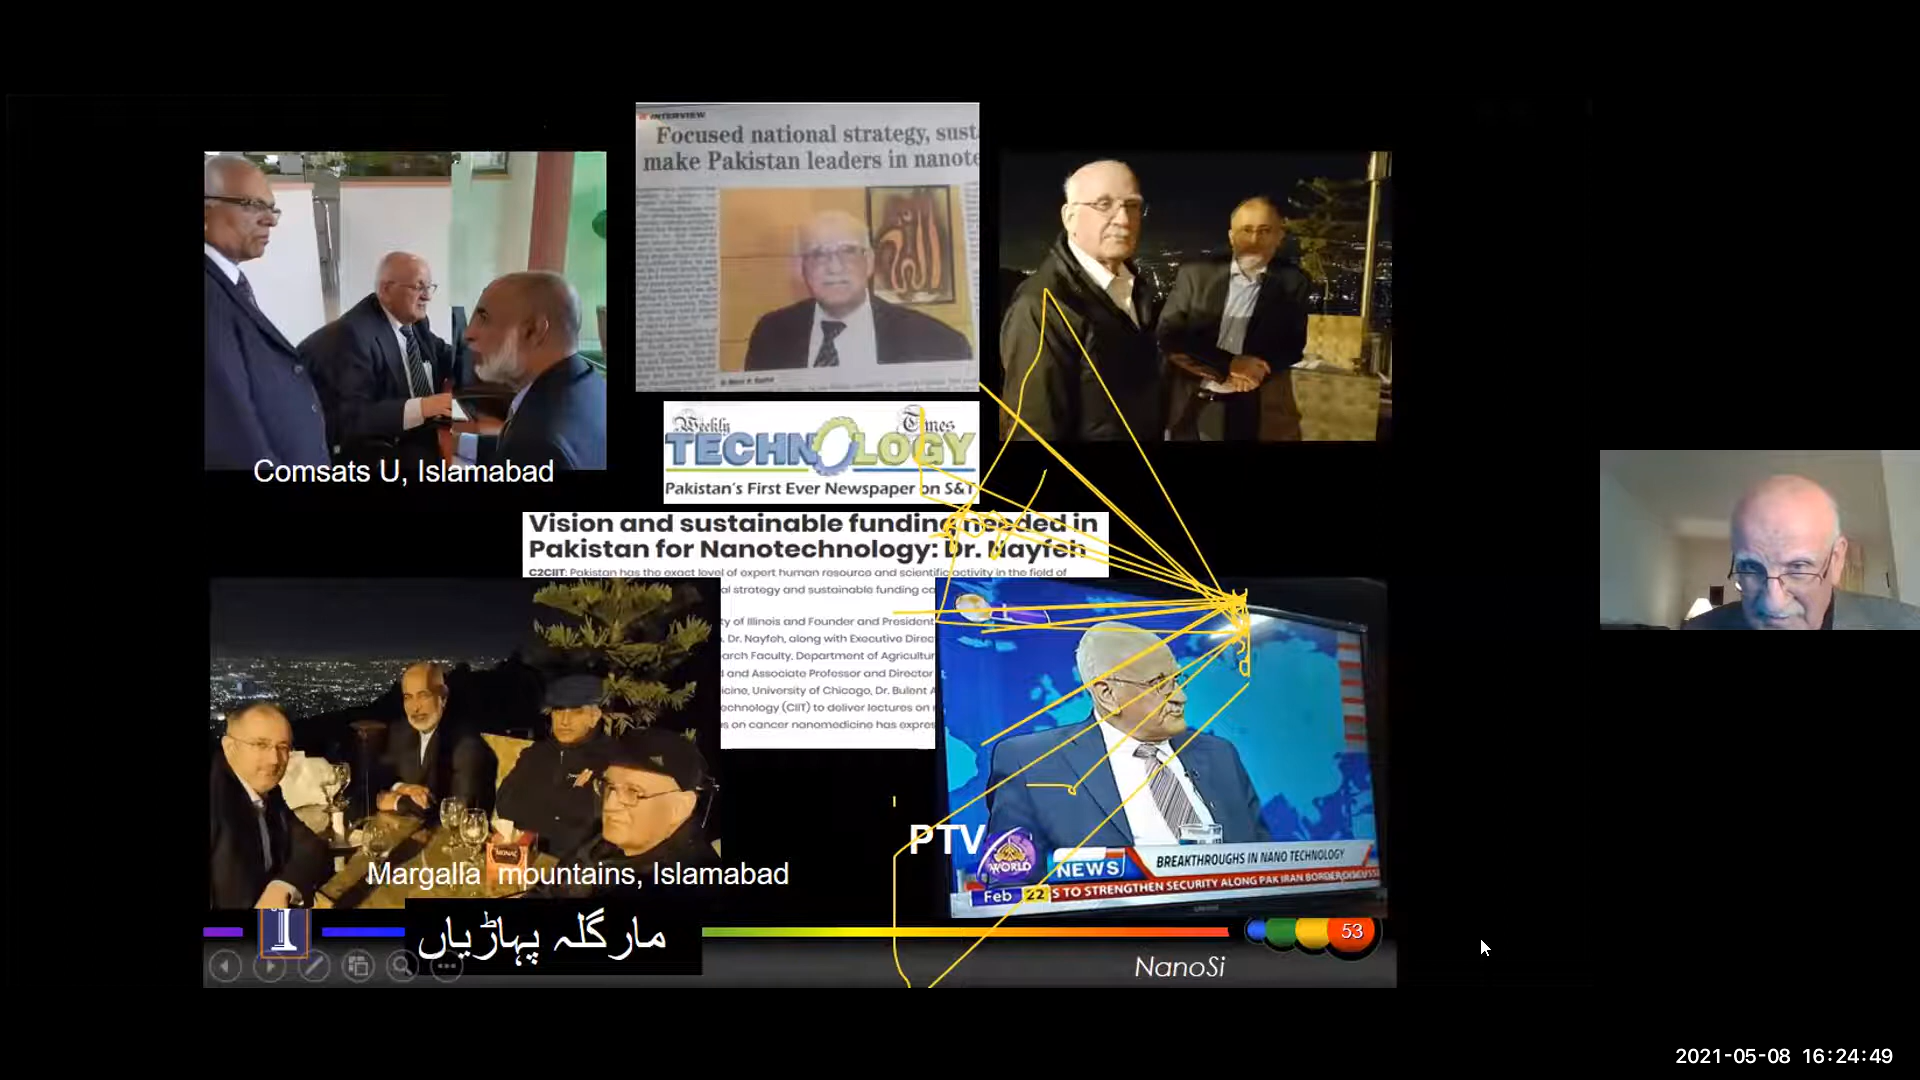 INTERVIEW
Focused national strategy, sust
make Pakistan leaders in nanote
Weekly Times
TECHNOLOGY
Pakistan's First Ever Newspaper on S&T
Comsats U, Islamabad
Vision and sustainable funding needed in
Pakistan for Nanotechnology: Dr. Nayfeh
C2CIIT: Pakistan has the exact level of expert human resource and scientific activity in the field of
al strategy and sustainable funding co
ty of Illinois and Founder and President
. Dr. Nayfeh, along with Executive Direc
arch Faculty, Department of Agricultur
l and Associate Professor and Director
icine, University of Chicago, Dr. Bulent A
echnology (CIIT) to deliver lectures on
s on cancer nanomedicine has expres
PTV
WORLD
NEWS
BREAKTHROUGHS IN NANO TECHNOLOGY
Feb 22
S TO STRENGTHEN SECURITY ALONG PAK IRAN BORDER:DISCUSSI
MONAL
Margalla mountains, Islamabad
مارگلہ پہاڑیاں
I
53
NanoSi
2021-05-08 16:24:49